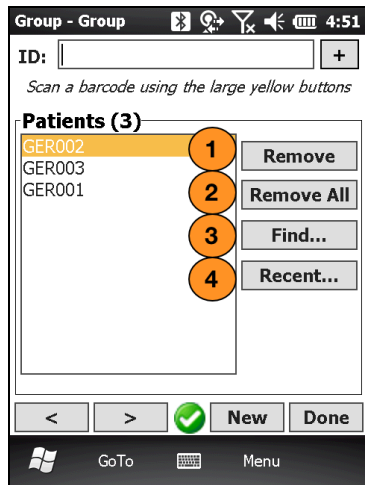 Group - Group 4:51
ID: +
Scan a barcode using the large yellow buttons
Patients (3)
GER002 1 Remove
GER003
GER001 2 Remove All
3 Find...
4 Recent...
< > New Done
GoTo Menu